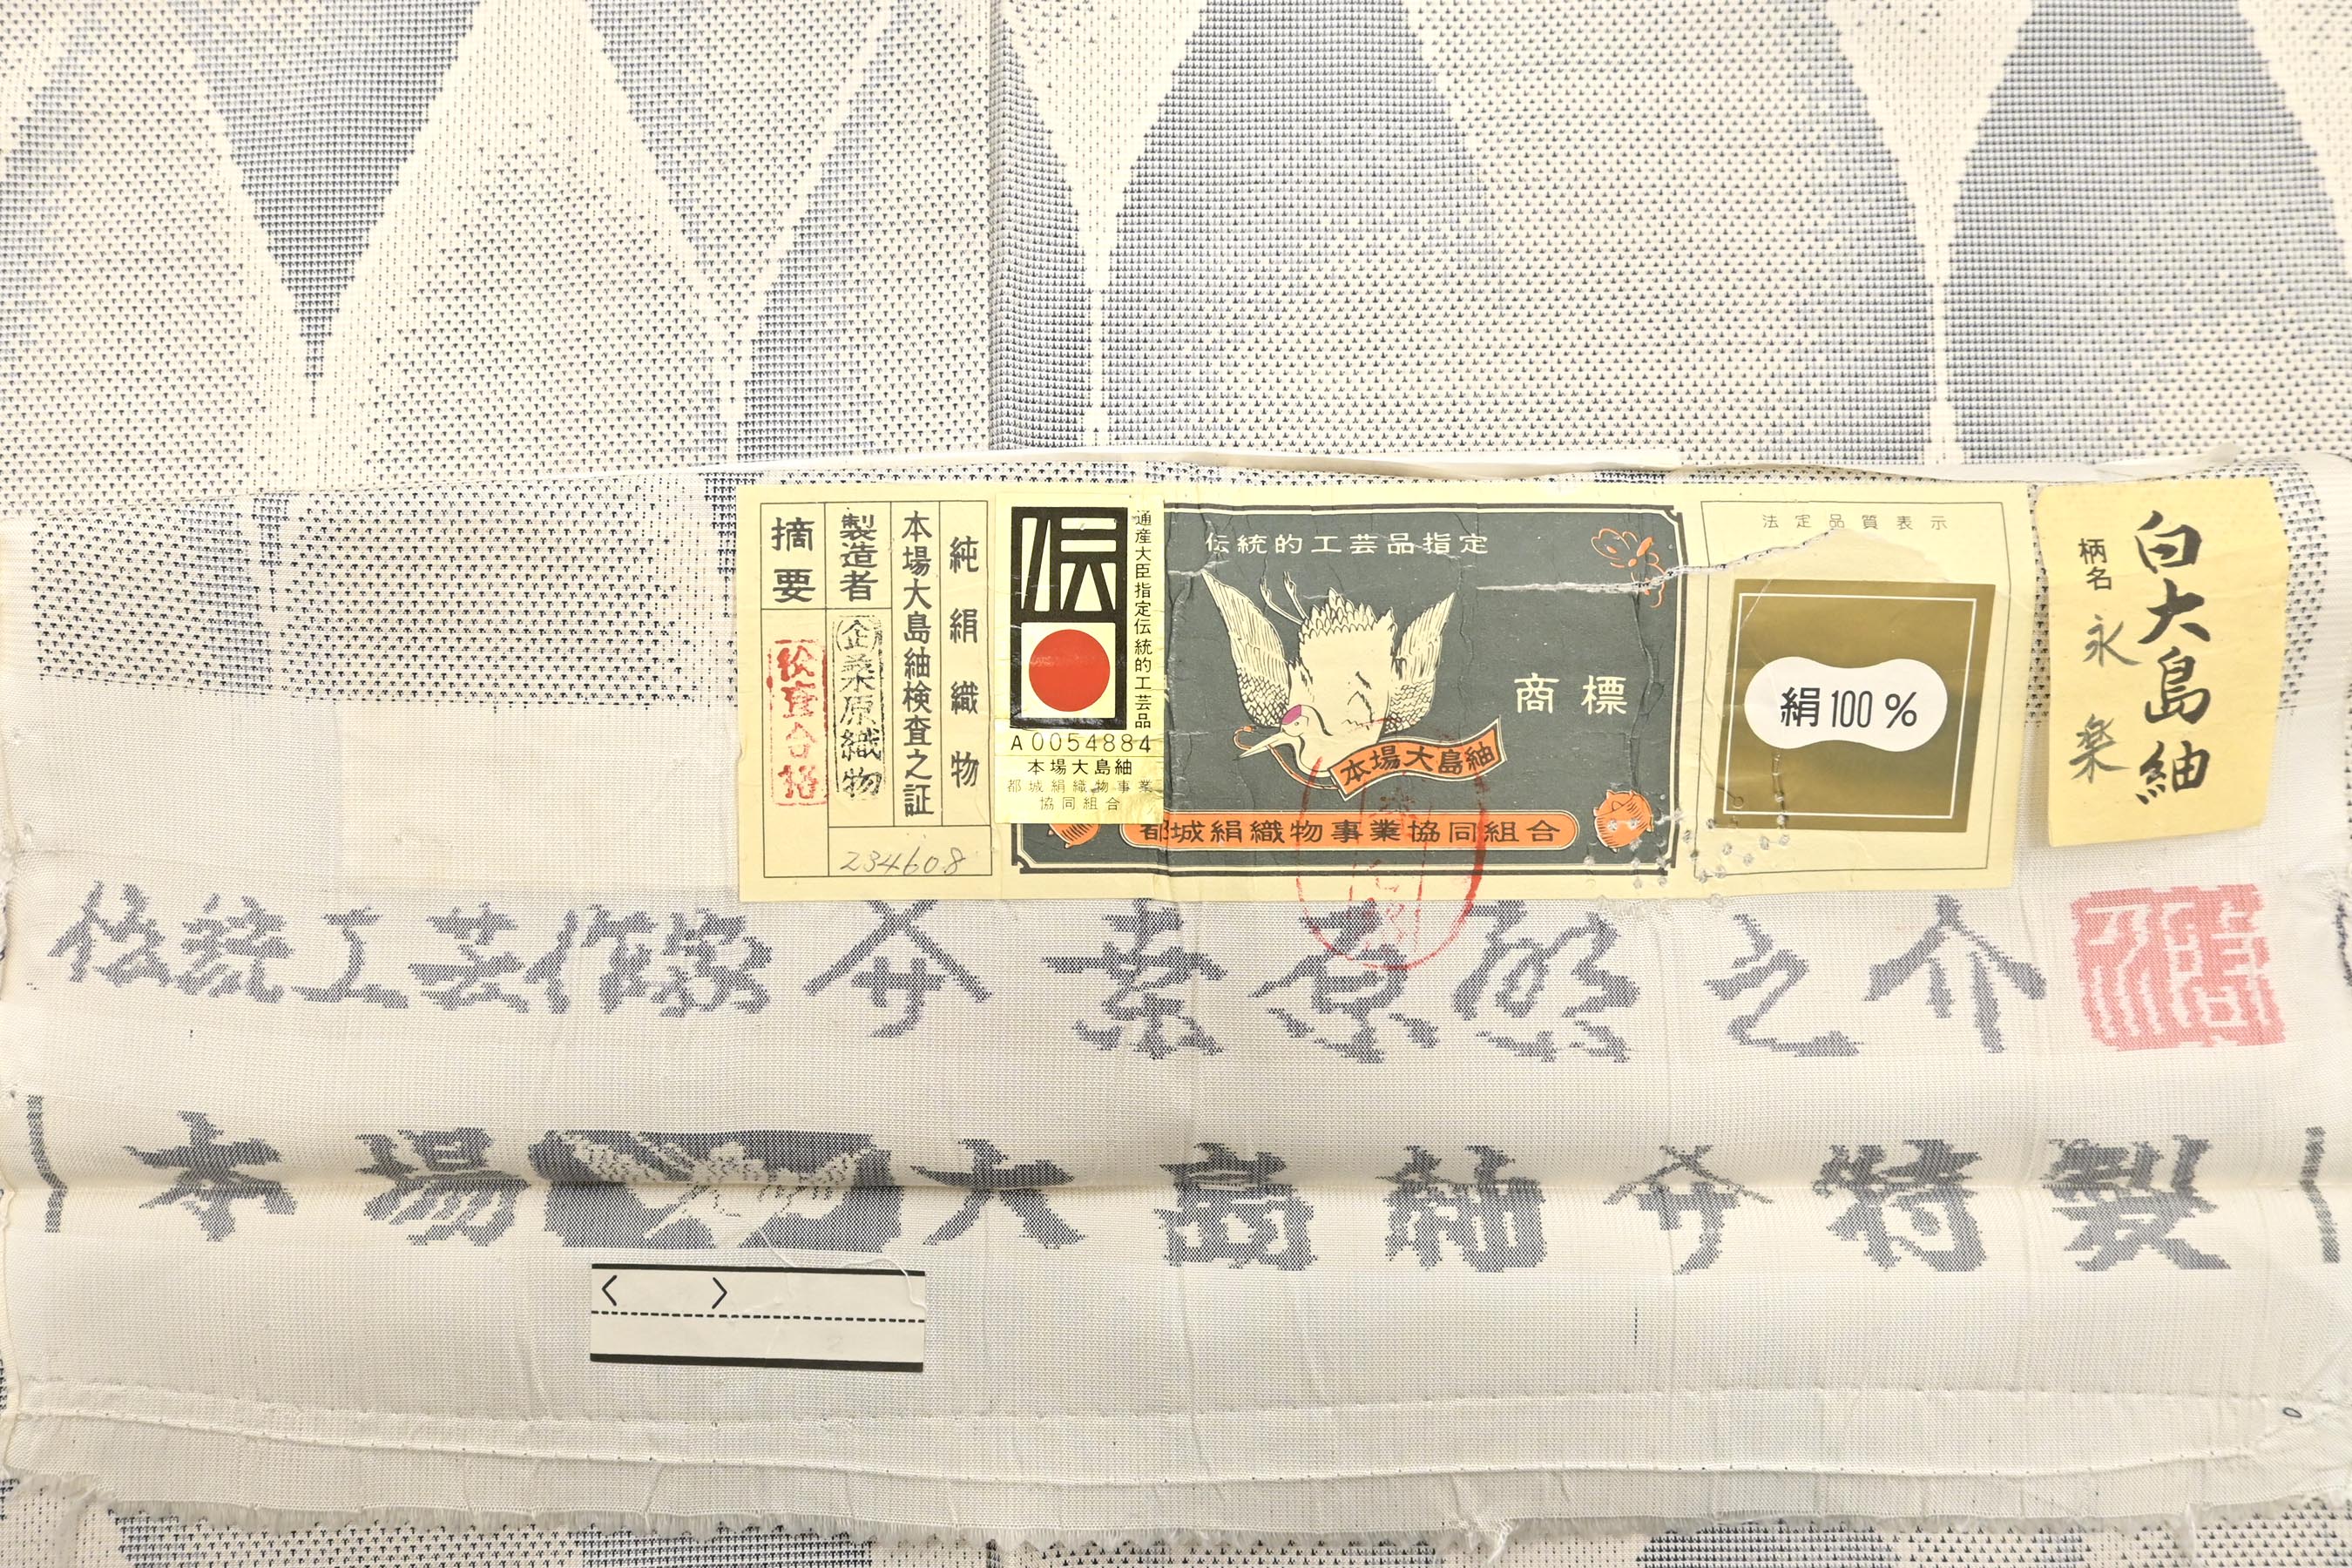 純絹織物
本場大島紬検査之証
製造者
桑原織物
摘要
検査合格
234608
伝
通産大臣指定伝統的工芸品
A0054884
本場大島紬
都城絹織物事業
協同組合
伝統的工芸品指定
商標
本場大島紬
都城絹織物事業協同組合
法定品質表示
絹100%
白大島紬
柄名 永楽
伝統工芸作家 桑原熙之介
本場大島紬 特製